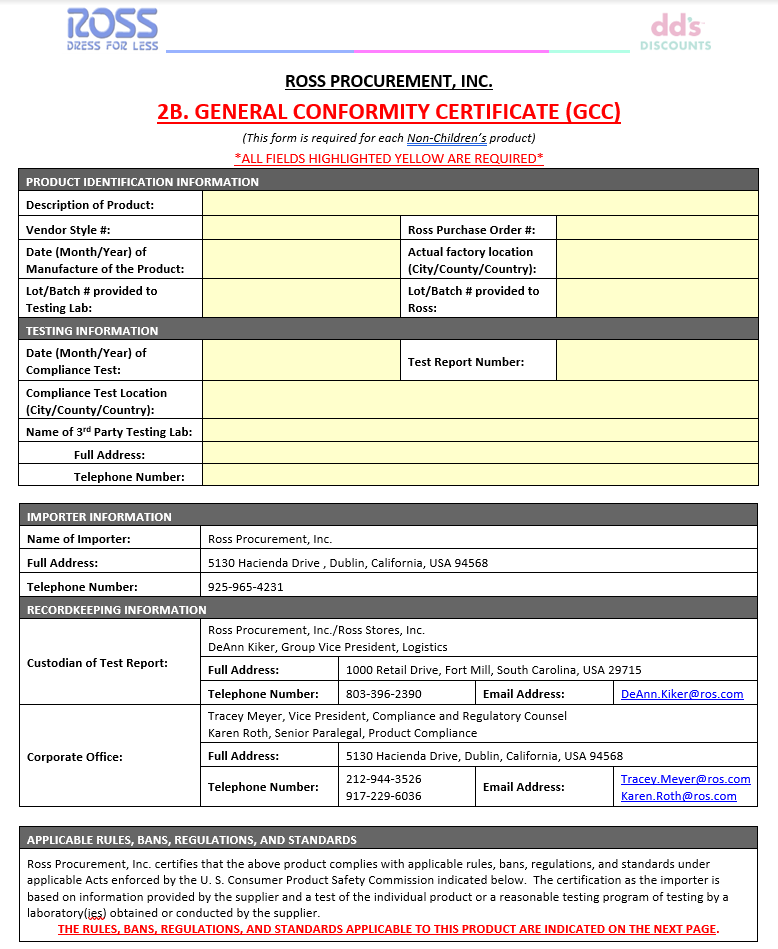 ROSS
DRESS FOR LESS
dd's
DISCOUNTS
ROSS PROCUREMENT, INC.
2B. GENERAL CONFORMITY CERTIFICATE (GCC)
(This form is required for each Non-Children's product)
*ALL FIELDS HIGHLIGHTED YELLOW ARE REQUIRED*
PRODUCT IDENTIFICATION INFORMATION
Description of Product:
Vendor Style #:
Ross Purchase Order #:
Date (Month/Year) of
Manufacture of the Product:
Actual factory location
(City/County/Country):
Lot/Batch # provided to
Testing Lab:
Lot/Batch # provided to
Ross:
TESTING INFORMATION
Date (Month/Year) of
Compliance Test:
Test Report Number:
Compliance Test Location
(City/County/Country):
Name of 3rd Party Testing Lab:
Full Address:
Telephone Number:
IMPORTER INFORMATION
Name of Importer:
Ross Procurement, Inc.
Full Address:
5130 Hacienda Drive , Dublin, California, USA 94568
Telephone Number:
925-965-4231
RECORDKEEPING INFORMATION
Custodian of Test Report:
Ross Procurement, Inc./Ross Stores, Inc.
DeAnn Kiker, Group Vice President, Logistics
Full Address:
1000 Retail Drive, Fort Mill, South Carolina, USA 29715
Telephone Number:
803-396-2390
Email Address:
DeAnn.Kiker@ros.com
Corporate Office:
Tracey Meyer, Vice President, Compliance and Regulatory Counsel
Karen Roth, Senior Paralegal, Product Compliance
Full Address:
5130 Hacienda Drive, Dublin, California, USA 94568
Telephone Number:
212-944-3526
917-229-6036
Email Address:
Tracey.Meyer@ros.com
Karen.Roth@ros.com
APPLICABLE RULES, BANS, REGULATIONS, AND STANDARDS
Ross Procurement, Inc. certifies that the above product complies with applicable rules, bans, regulations, and standards under
applicable Acts enforced by the U. S. Consumer Product Safety Commission indicated below.  The certification as the importer is
based on information provided by the supplier and a test of the individual product or a reasonable testing program of testing by a
laboratory(ies) obtained or conducted by the supplier.
THE RULES, BANS, REGULATIONS, AND STANDARDS APPLICABLE TO THIS PRODUCT ARE INDICATED ON THE NEXT PAGE.